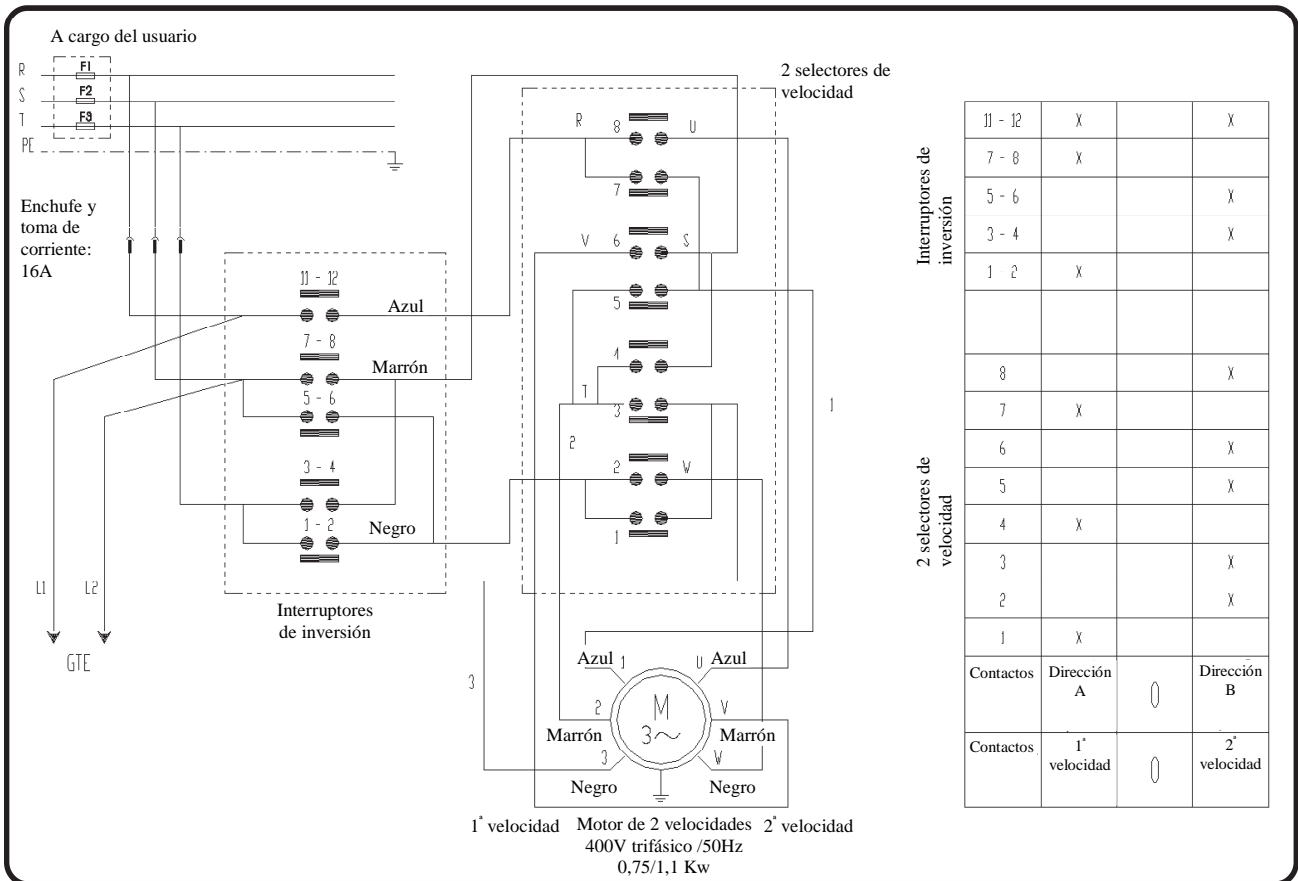 A cargo del usuario
R
F1
S
F2
T
F3
PE
Enchufe y
toma de
corriente:
16A
11 - 12
Azul
7 - 8
Marrón
5 - 6
3 - 4
1 - 2
Negro
Interruptores
de inversión
L1
L2
GTE
2 selectores de
velocidad
R
8
U
7
V
6
S
5
4
T
3
2
2
W
1
1
3
Azul
1
U
Azul
2
M
3~
V
Marrón
Marrón
3
W
Negro
Negro
1ª velocidad
Motor de 2 velocidades
2ª velocidad
400V trifásico /50Hz
0,75/1,1 Kw
Interruptores de
inversión
11 - 12 X X
7 - 8 X
5 - 6 X
3 - 4 X
1 - 2 X
2 selectores de
velocidad
8 X
7 X
6 X
5 X
4 X
3 X
2 X
1 X
Contactos
Dirección
A
0
Dirección
B
Contactos
1ª
velocidad
0
2ª
velocidad